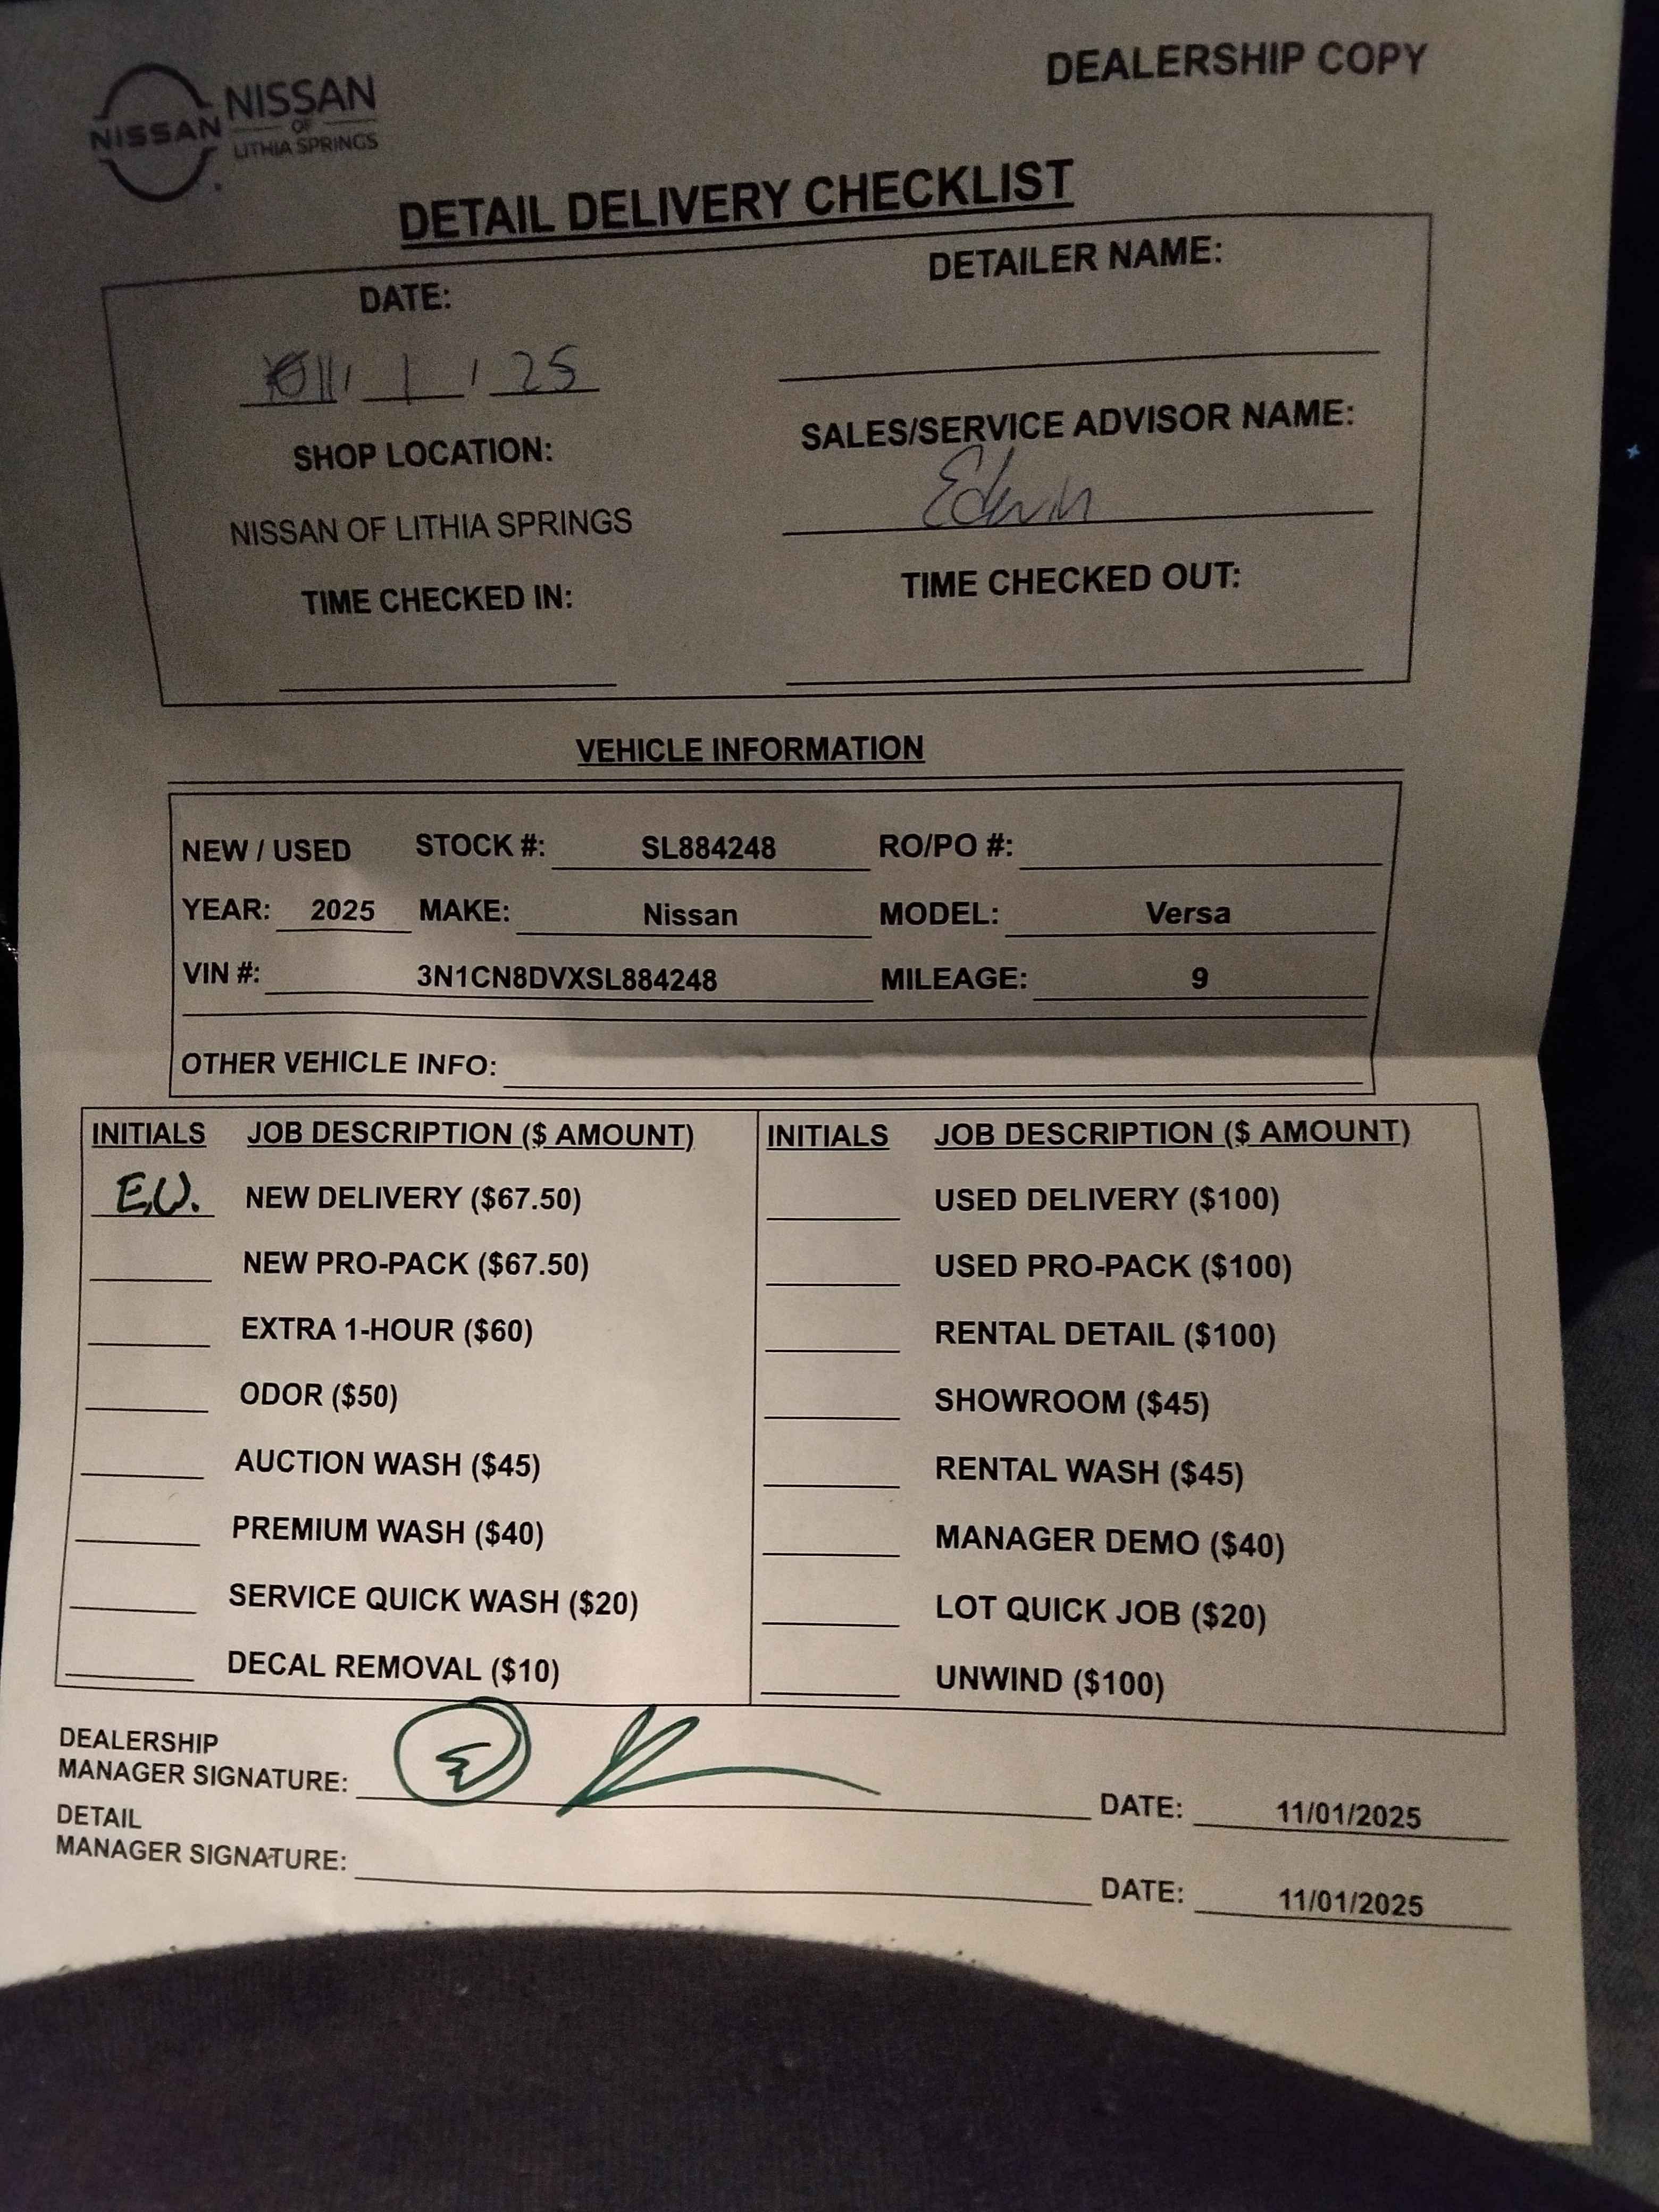 DEALERSHIP COPY
NISSAN
NISSAN
OF
LITHIA SPRINGS
DETAIL DELIVERY CHECKLIST
DATE:
11 / 1 / 25
DETAILER NAME:
SHOP LOCATION:
NISSAN OF LITHIA SPRINGS
SALES/SERVICE ADVISOR NAME:
Edwin
TIME CHECKED IN:
TIME CHECKED OUT:
VEHICLE INFORMATION
NEW / USED STOCK #: SL884248 RO/PO #:
YEAR: 2025 MAKE: Nissan MODEL: Versa
VIN #: 3N1CN8DVXSL884248 MILEAGE: 9
OTHER VEHICLE INFO:
INITIALS JOB DESCRIPTION ($ AMOUNT)
E.U. NEW DELIVERY ($67.50)
NEW PRO-PACK ($67.50)
EXTRA 1-HOUR ($60)
ODOR ($50)
AUCTION WASH ($45)
PREMIUM WASH ($40)
SERVICE QUICK WASH ($20)
DECAL REMOVAL ($10)
INITIALS JOB DESCRIPTION ($ AMOUNT)
USED DELIVERY ($100)
USED PRO-PACK ($100)
RENTAL DETAIL ($100)
SHOWROOM ($45)
RENTAL WASH ($45)
MANAGER DEMO ($40)
LOT QUICK JOB ($20)
UNWIND ($100)
DEALERSHIP
MANAGER SIGNATURE: DATE: 11/01/2025
DETAIL
MANAGER SIGNATURE: DATE: 11/01/2025